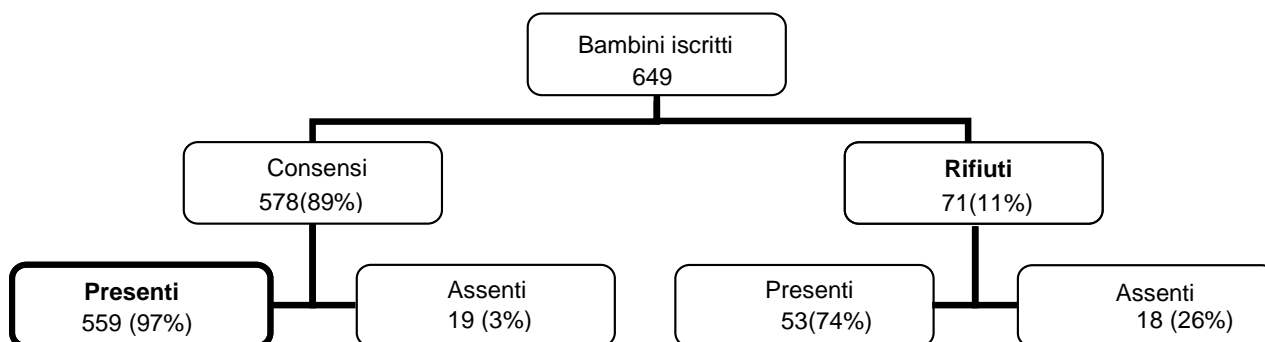 Bambini iscritti
649
Consensi
578(89%)
Rifiuti
71(11%)
Presenti
559 (97%)
Assenti
19 (3%)
Presenti
53(74%)
Assenti
18 (26%)